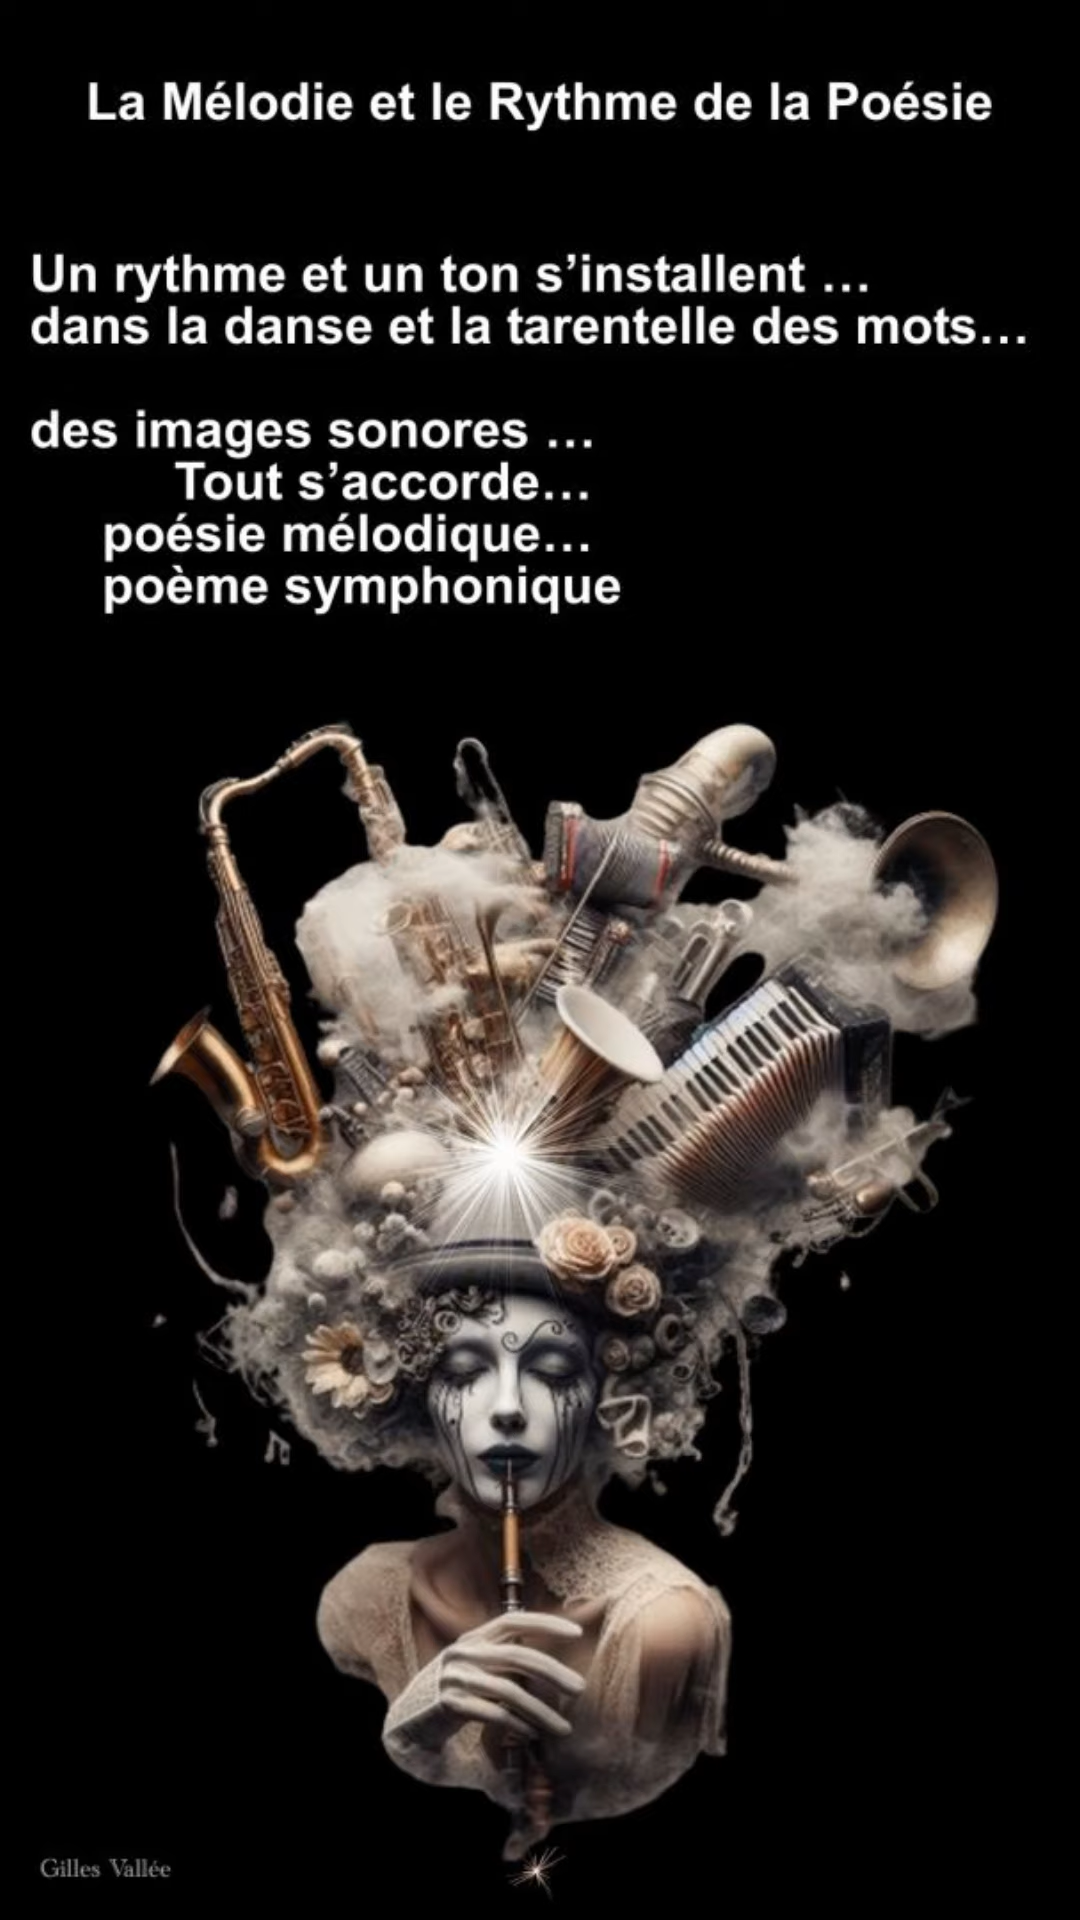 La Mélodie et le Rythme de la Poésie
Un rythme et un ton s’installent …
dans la danse et la tarentelle des mots…
des images sonores …
Tout s’accorde…
poésie mélodique…
poème symphonique
Gilles Vallée